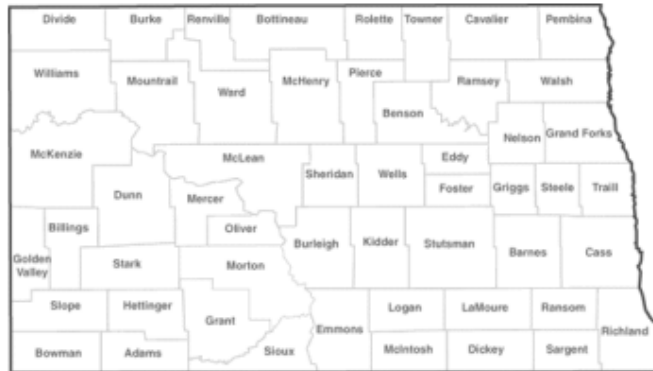 Divide
Burke
Renville
Bottineau
Rolette
Towner
Cavalier
Pembina
Williams
Mountrail
Ward
McHenry
Pierce
Ramsey
Walsh
Benson
Nelson
Grand Forks
McKenzie
McLean
Eddy
Dunn
Mercer
Sheridan
Wells
Foster
Griggs
Steele
Traill
Billings
Oliver
Golden
Valley
Stark
Morton
Burleigh
Kidder
Stutsman
Barnes
Cass
Slope
Hettinger
Grant
Emmons
Logan
LaMoure
Ransom
Richland
Bowman
Adams
Sioux
McIntosh
Dickey
Sargent